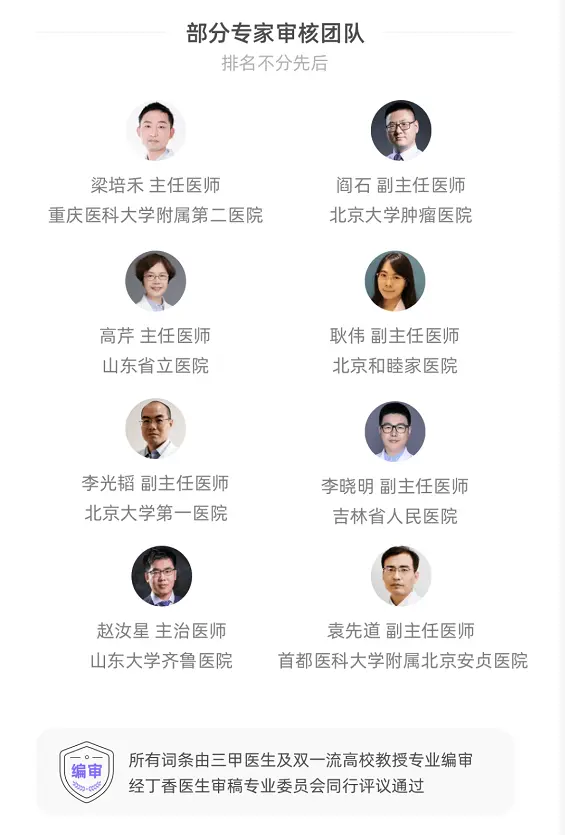 部分专家审核团队
排名不分先后
梁培禾 主任医师
重庆医科大学附属第二医院
阎石 副主任医师
北京大学肿瘤医院
高芹 主任医师
山东省立医院
耿伟 副主任医师
北京和睦家医院
李光韬 副主任医师
北京大学第一医院
李晓明 副主任医师
吉林省人民医院
赵汝星 主治医师
山东大学齐鲁医院
袁先道 副主任医师
首都医科大学附属北京安贞医院
编审
所有词条由三甲医生及双一流高校教授专业编审
经丁香医生审稿专业委员会同行评议通过